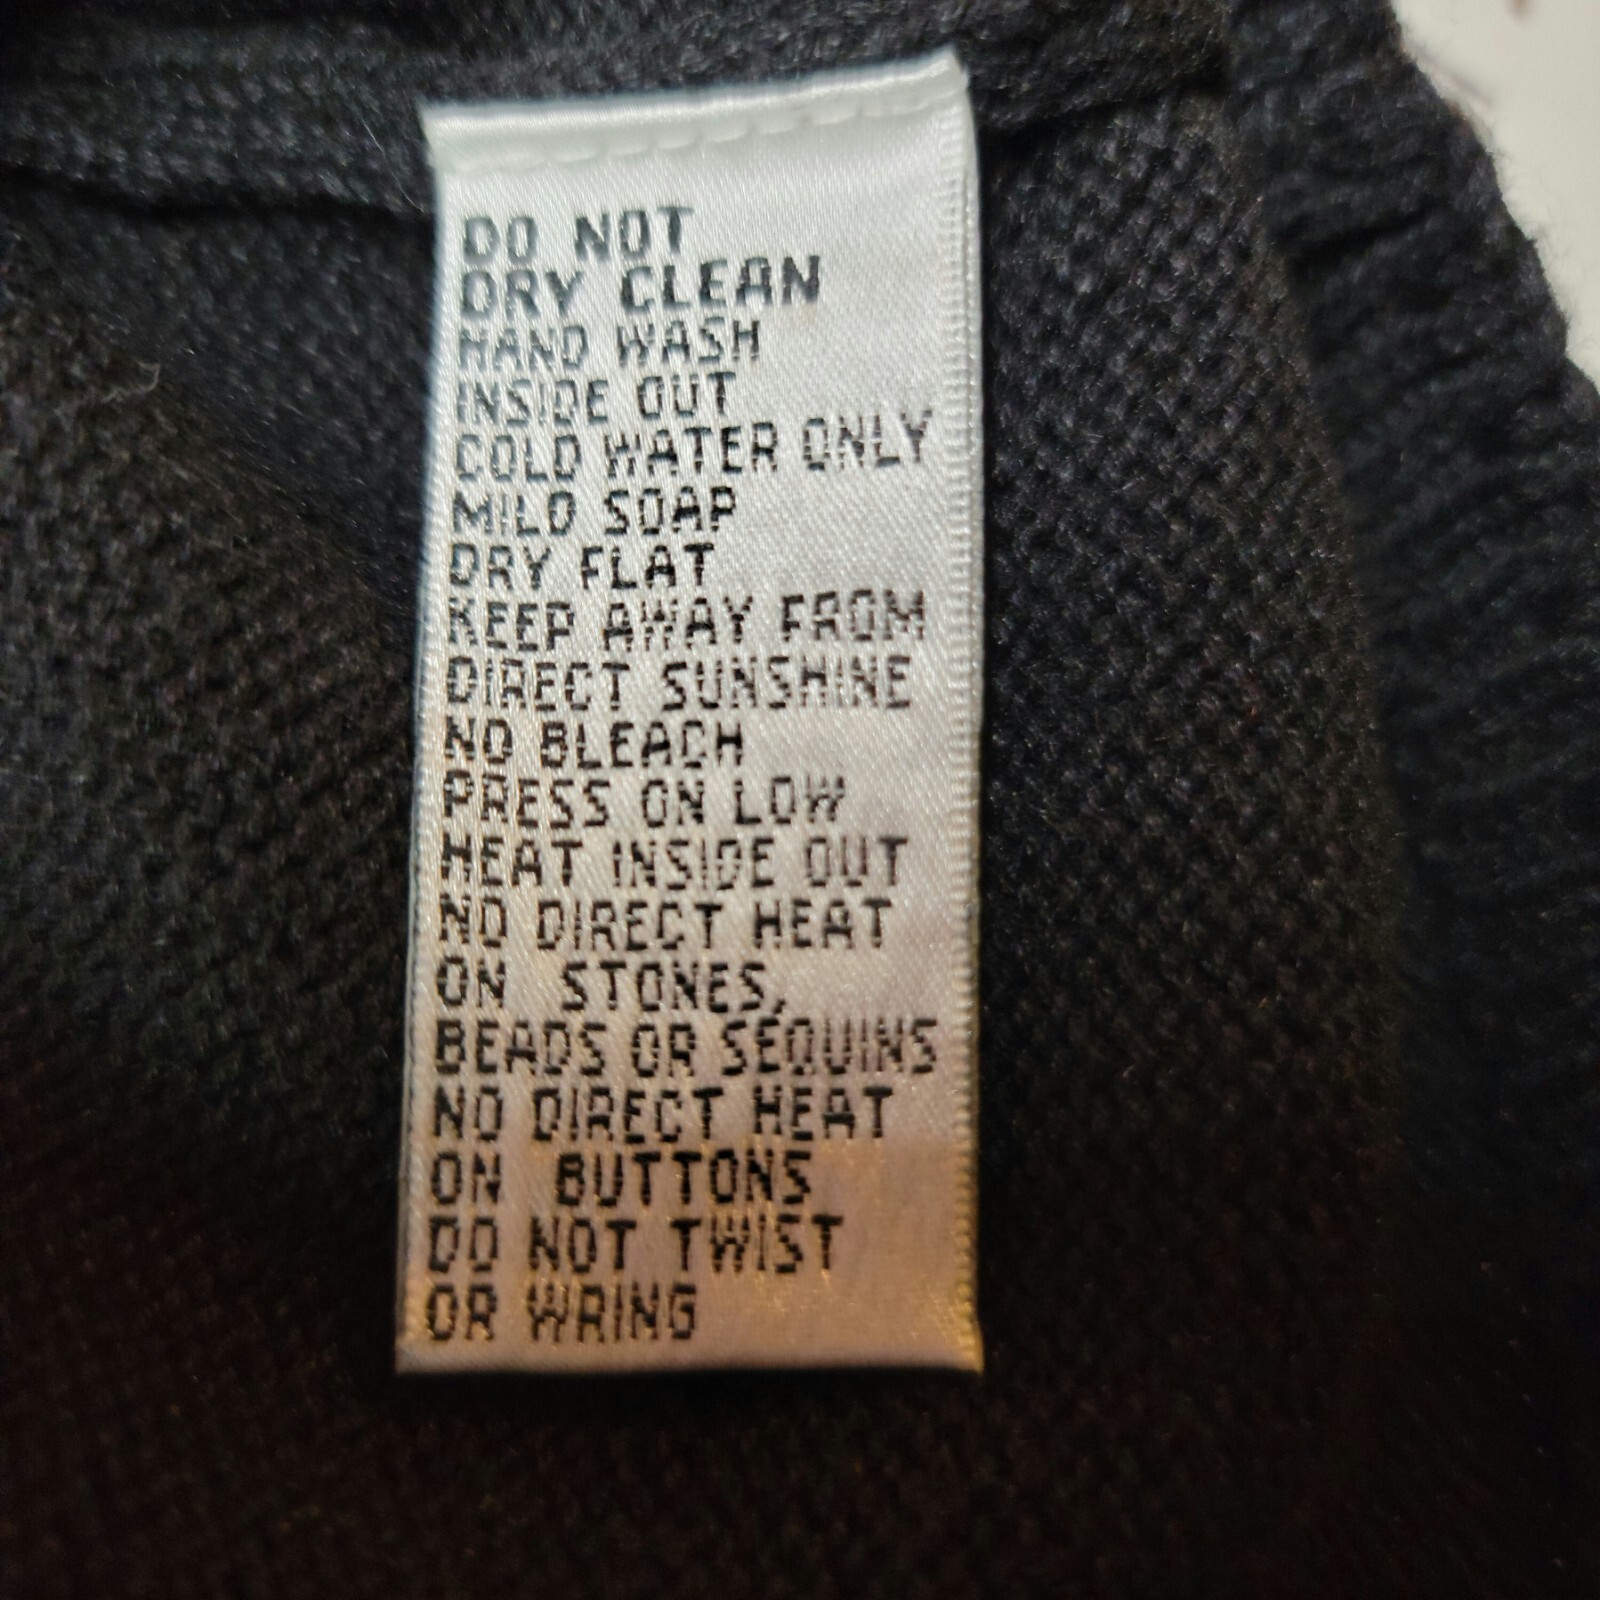 DO NOT
DRY CLEAN
HAND WASH
INSIDE OUT
COLD WATER ONLY
MILD SOAP
DRY FLAT
KEEP AWAY FROM
DIRECT SUNSHINE
NO BLEACH
PRESS ON LOW
HEAT INSIDE OUT
NO DIRECT HEAT
ON STONES,
BEADS OR SEQUINS
NO DIRECT HEAT
ON BUTTONS
DO NOT TWIST
OR WRING